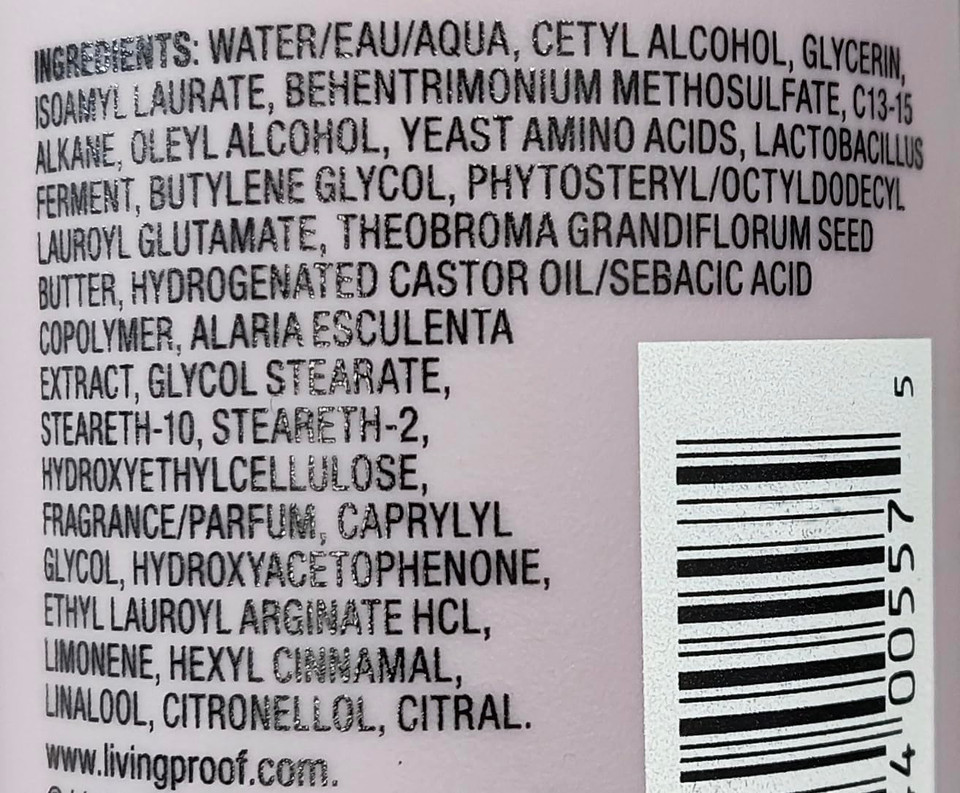 INGREDIENTS: WATER/EAU/AQUA, CETYL ALCOHOL, GLYCERIN,
ISOAMYL LAURATE, BEHENTRIMONIUM METHOSULFATE, C13-15
ALKANE, OLEYL ALCOHOL, YEAST AMINO ACIDS, LACTOBACILLUS
FERMENT, BUTYLENE GLYCOL, PHYTOSTERYL/OCTYLDODECYL
LAUROYL GLUTAMATE, THEOBROMA GRANDIFLORUM SEED
BUTTER, HYDROGENATED CASTOR OIL/SEBACIC ACID
COPOLYMER, ALARIA ESCULENTA
EXTRACT, GLYCOL STEARATE,
STEARETH-10, STEARETH-2,
HYDROXYETHYLCELLULOSE,
FRAGRANCE/PARFUM, CAPRYLYL
GLYCOL, HYDROXYACETOPHENONE,
ETHYL LAUROYL ARGINATE HCL,
LIMONENE, HEXYL CINNAMAL,
LINALOOL, CITRONELLOL, CITRAL.
www.livingproof.com.
4 00557 5